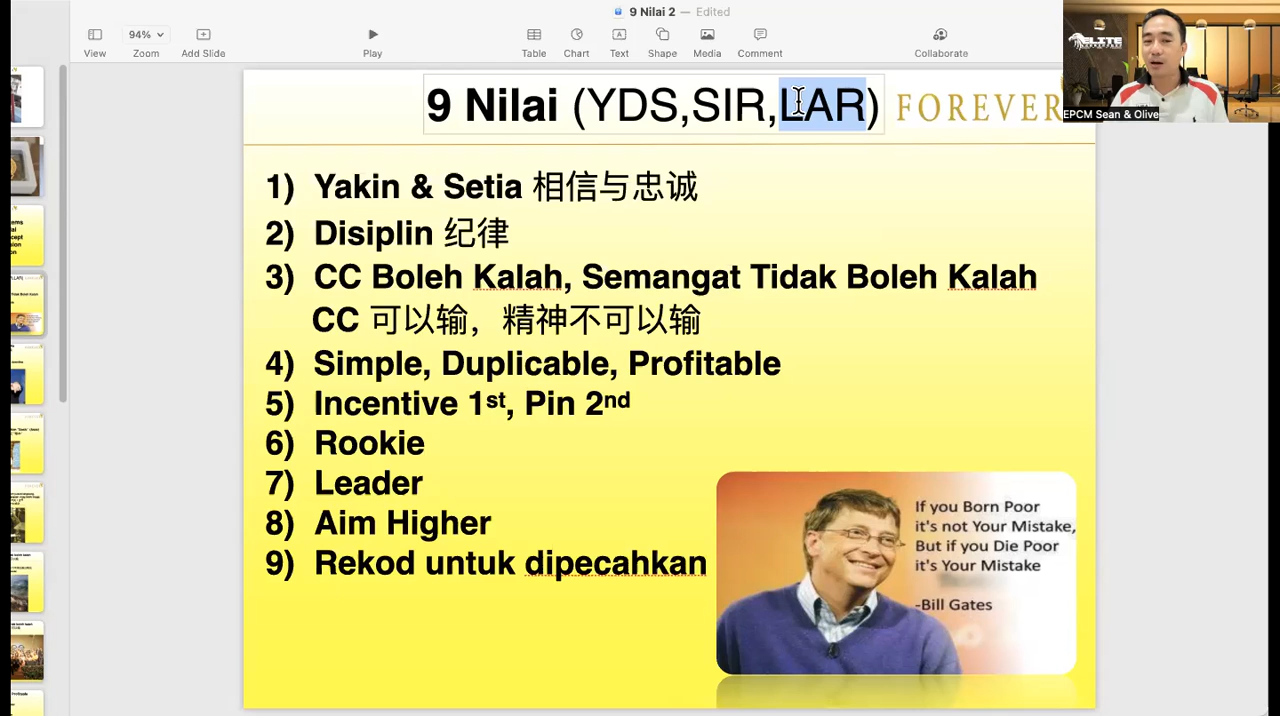 9 Nilai 2 — Edited
View
94%
Zoom
Add Slide
Play
Table
Chart
Text
Shape
Media
Comment
Collaborate
ELITE
EPCM Sean & Olive
9 Nilai (YDS,SIR,LAR)
FOREVER
1) Yakin & Setia 相信与忠诚
2) Disiplin 纪律
3) CC Boleh Kalah, Semangat Tidak Boleh Kalah
CC 可以输，精神不可以输
4) Simple, Duplicable, Profitable
5) Incentive 1st, Pin 2nd
6) Rookie
7) Leader
8) Aim Higher
9) Rekod untuk dipecahkan
If you Born Poor
it's not Your Mistake,
But if you Die Poor
it's Your Mistake
-Bill Gates